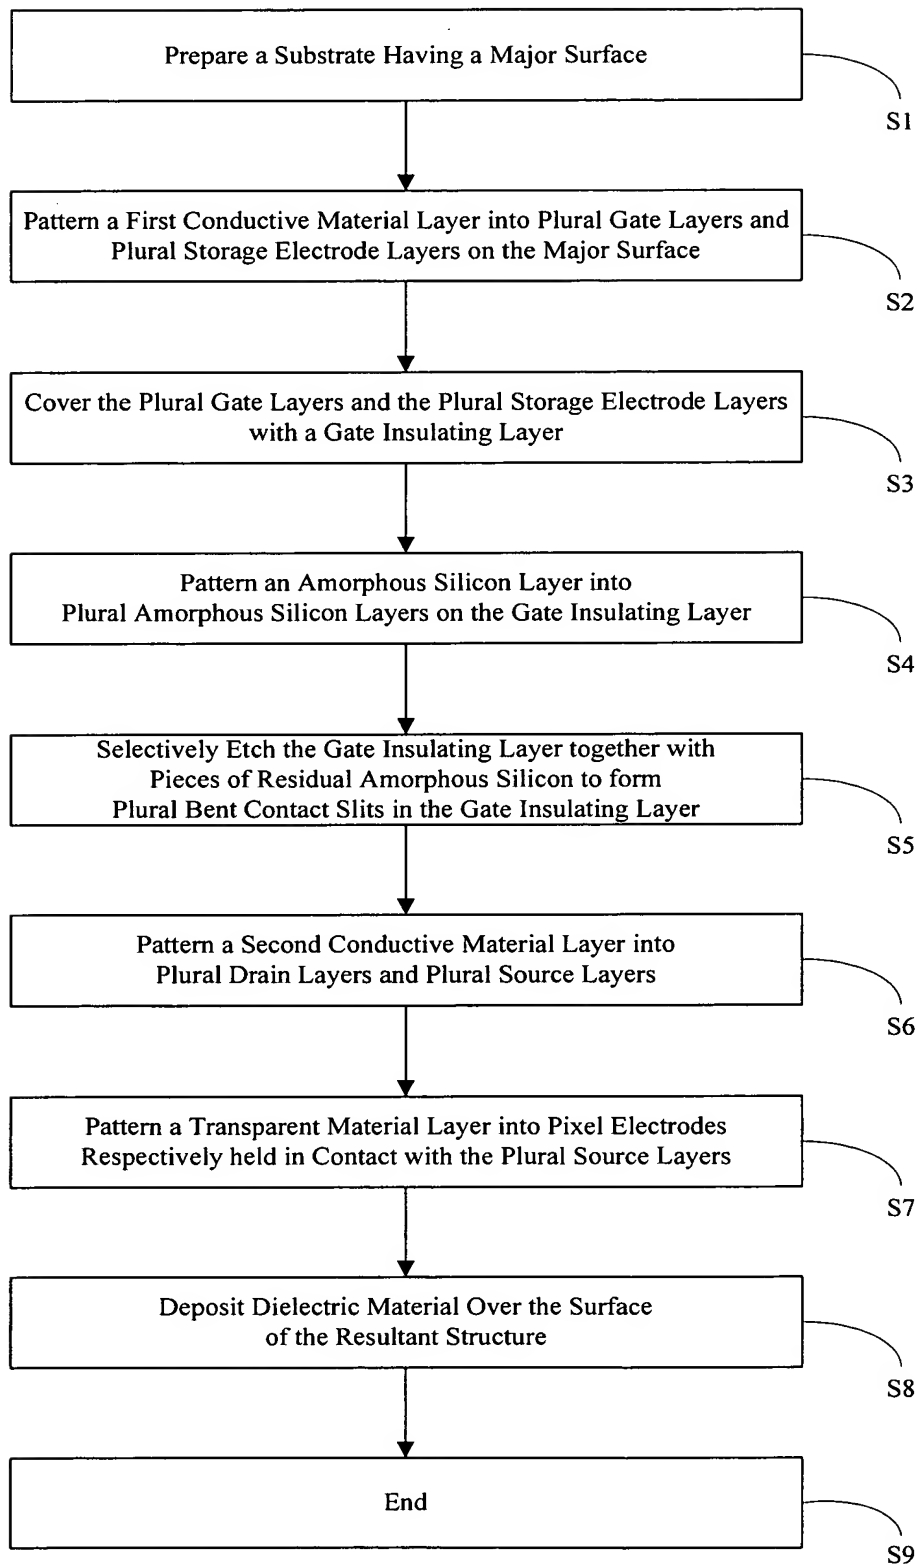 Prepare a Substrate Having a Major Surface
S1
Pattern a First Conductive Material Layer into Plural Gate Layers and
Plural Storage Electrode Layers on the Major Surface
S2
Cover the Plural Gate Layers and the Plural Storage Electrode Layers
with a Gate Insulating Layer
S3
Pattern an Amorphous Silicon Layer into
Plural Amorphous Silicon Layers on the Gate Insulating Layer
S4
Selectively Etch the Gate Insulating Layer together with
Pieces of Residual Amorphous Silicon to form
Plural Bent Contact Slits in the Gate Insulating Layer
S5
Pattern a Second Conductive Material Layer into
Plural Drain Layers and Plural Source Layers
S6
Pattern a Transparent Material Layer into Pixel Electrodes
Respectively held in Contact with the Plural Source Layers
S7
Deposit Dielectric Material Over the Surface
of the Resultant Structure
S8
End
S9